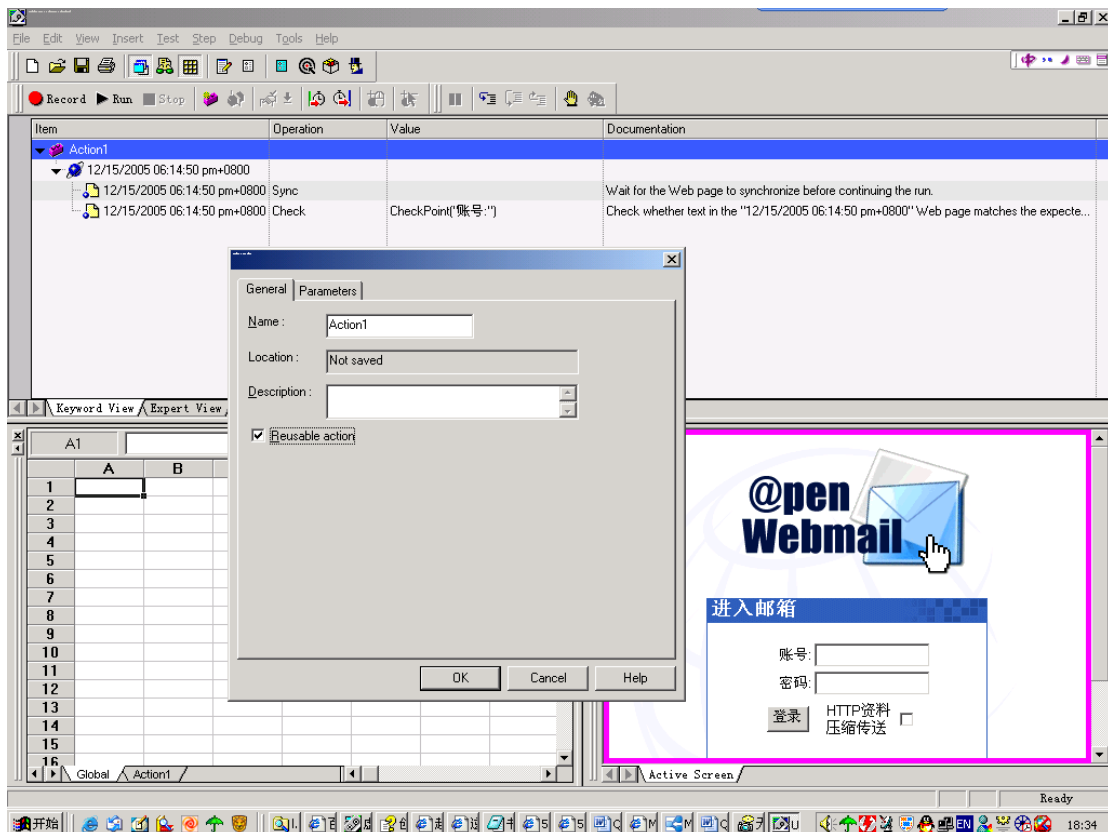 File Edit View Insert Test Step Debug Tools Help
中
Record Run Stop
Item Operation Value Documentation
Action1
12/15/2005 06:14:50 pm+0800
12/15/2005 06:14:50 pm+0800 Sync Wait for the Web page to synchronize before continuing the run.
12/15/2005 06:14:50 pm+0800 Check CheckPoint("账号:") Check whether text in the "12/15/2005 06:14:50 pm+0800" Web page matches the expecte...
General Parameters
Name :
Action1
Location :
Not saved
Description :
Reusable action
OK Cancel Help
Keyword View Expert View
A1
A B
1
2
3
4
5
6
7
8
9
10
11
12
13
14
15
16
Global Action1
@pen
Webmail
进入邮箱
账号:
密码:
登录 HTTP资料
压缩传送
Active Screen
Ready
开始
EN
18:34